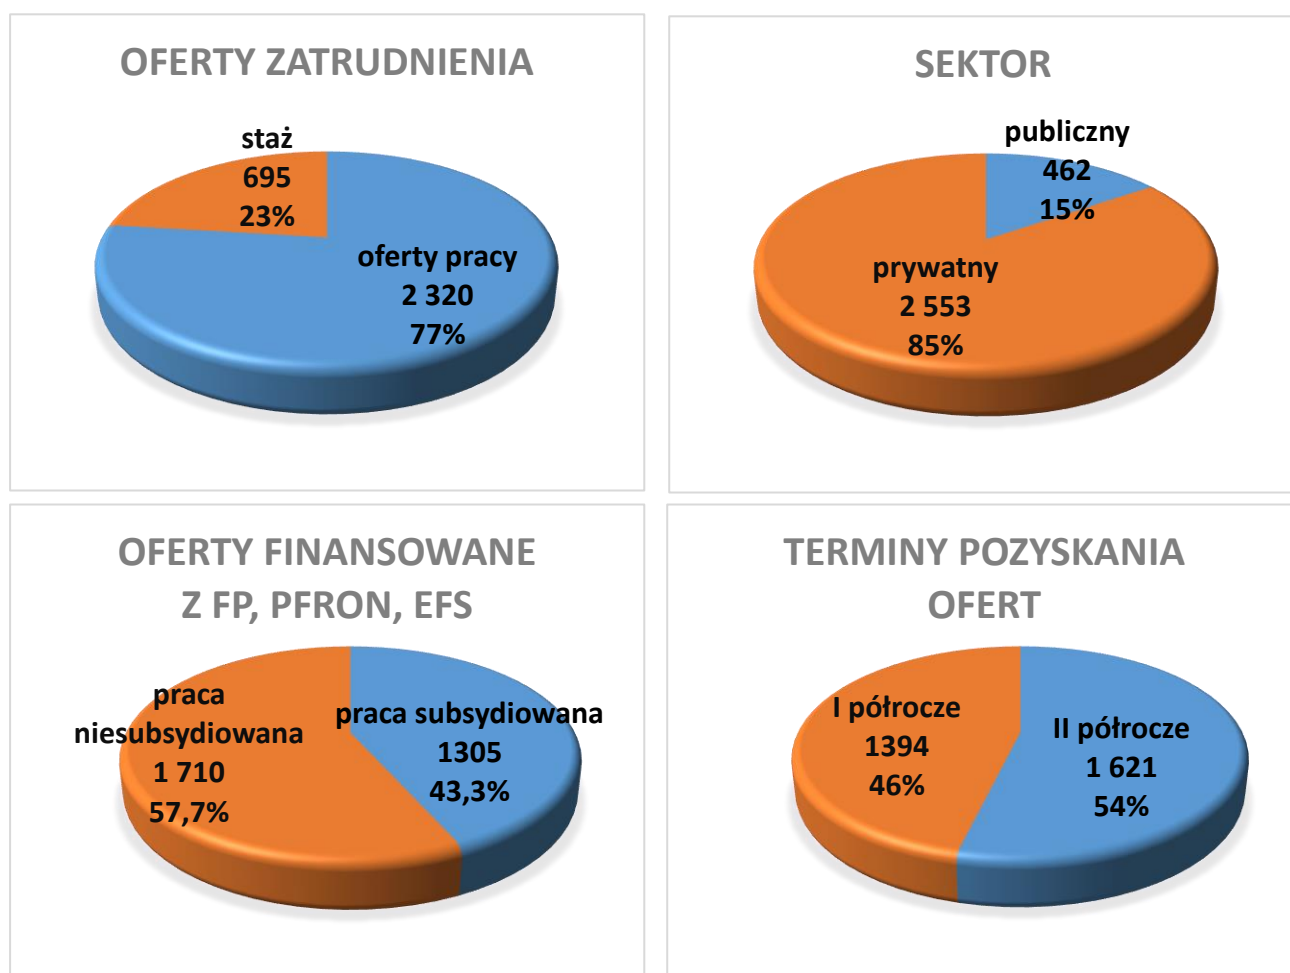 OFERTY ZATRUDNIENIA
staż
695
23%
oferty pracy
2 320
77%
SEKTOR
publiczny
462
15%
prywatny
2 553
85%
OFERTY FINANSOWANE
Z FP, PFRON, EFS
praca
niesubsydiowana
1 710
57,7%
praca subsydiowana
1305
43,3%
TERMINY POZYSKANIA
OFERT
I półrocze
1394
46%
II półrocze
1 621
54%